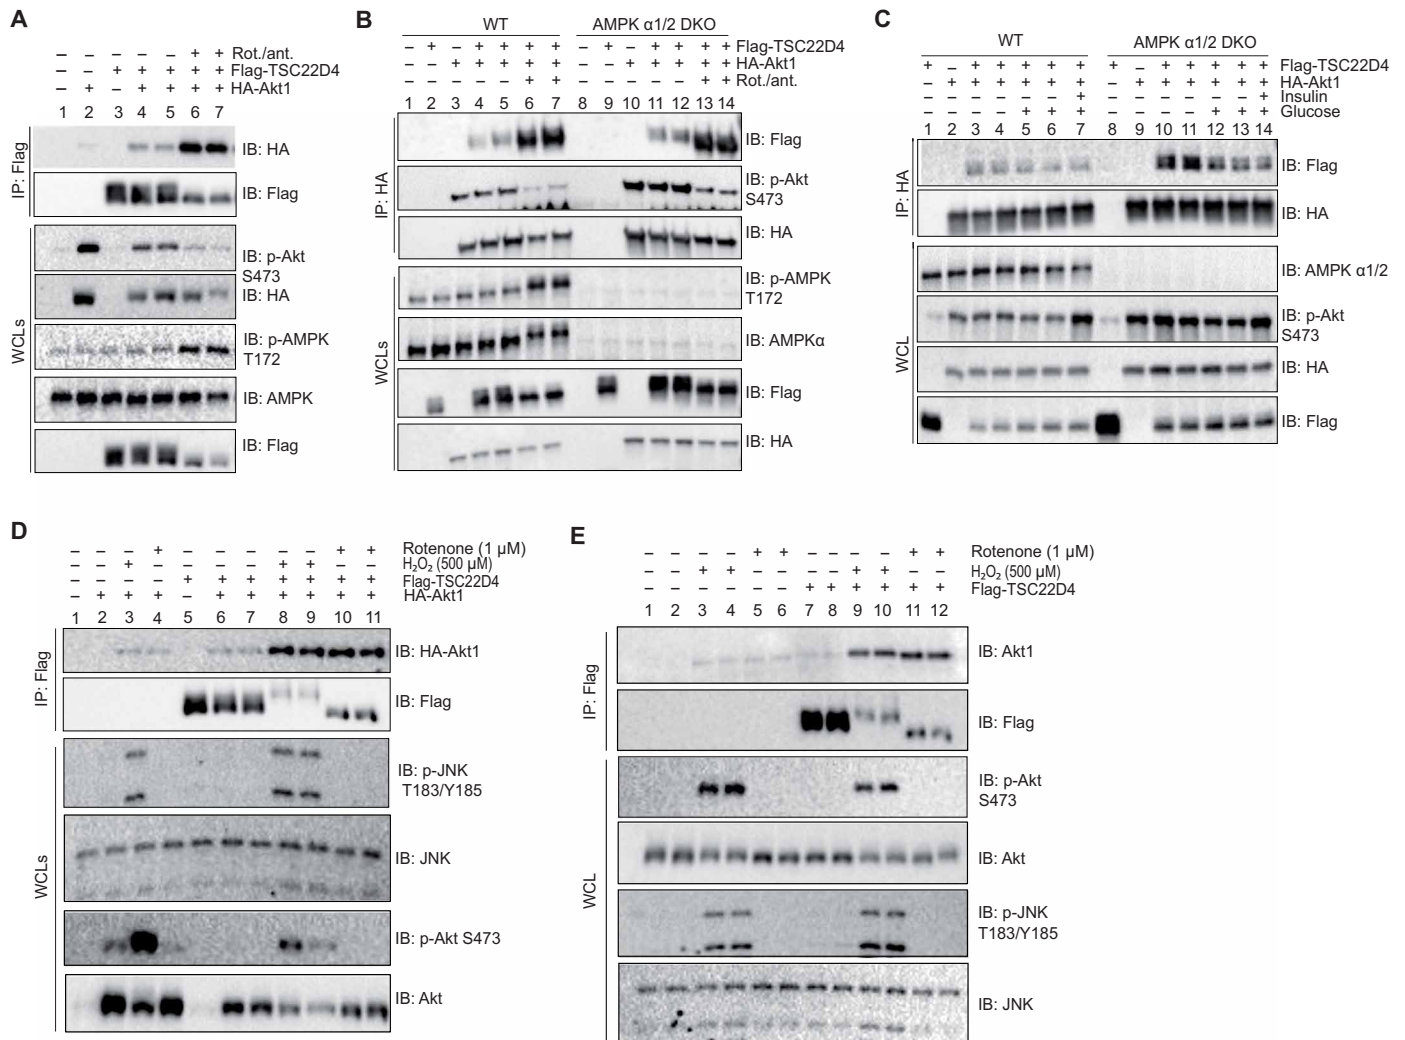 A
– – – – – + + Rot./ant.
– – + + + + + Flag-TSC22D4
– + – + + + + HA-Akt1
1 2 3 4 5 6 7
IP: Flag
IB: HA
IB: Flag
WCLs
IB: p-Akt
S473
IB: HA
IB: p-AMPK
T172
IB: AMPK
IB: Flag
B
WT AMPK α1/2 DKO
– + – + + + + – + – + + + + Flag-TSC22D4
– – + + + + + – – + + + + + HA-Akt1
– – – – – + + – – – – – + + Rot./ant.
1 2 3 4 5 6 7 8 9 10 11 12 13 14
IP: HA
IB: Flag
IB: p-Akt
S473
IB: HA
WCLs
IB: p-AMPK
T172
IB: AMPKα
IB: Flag
IB: HA
C
WT AMPK α1/2 DKO
+ – + + + + + + – + + + + + Flag-TSC22D4
– + + + + + + – + + + + + + HA-Akt1
– – – – – – + – – – – – – + Insulin
– – – – + + + – – – – + + + Glucose
1 2 3 4 5 6 7 8 9 10 11 12 13 14
IP: HA
IB: Flag
IB: HA
WCL
IB: AMPK α1/2
IB: p-Akt
S473
IB: HA
IB: Flag
D
– – – + – – – – – + + Rotenone (1 µM)
– – + – – – – + + – – H₂O₂ (500 µM)
– – – – + + + + + + + Flag-TSC22D4
– + + + – + + + + + + HA-Akt1
1 2 3 4 5 6 7 8 9 10 11
IP: Flag
IB: HA-Akt1
IB: Flag
WCLs
IB: p-JNK
T183/Y185
IB: JNK
IB: p-Akt S473
IB: Akt
E
– – – – + + – – – – + + Rotenone (1 µM)
– – + + – – – – + + – – H₂O₂ (500 µM)
– – – – – – + + + + + + Flag-TSC22D4
1 2 3 4 5 6 7 8 9 10 11 12
IP: Flag
IB: Akt1
IB: Flag
WCL
IB: p-Akt
S473
IB: Akt
IB: p-JNK
T183/Y185
IB: JNK